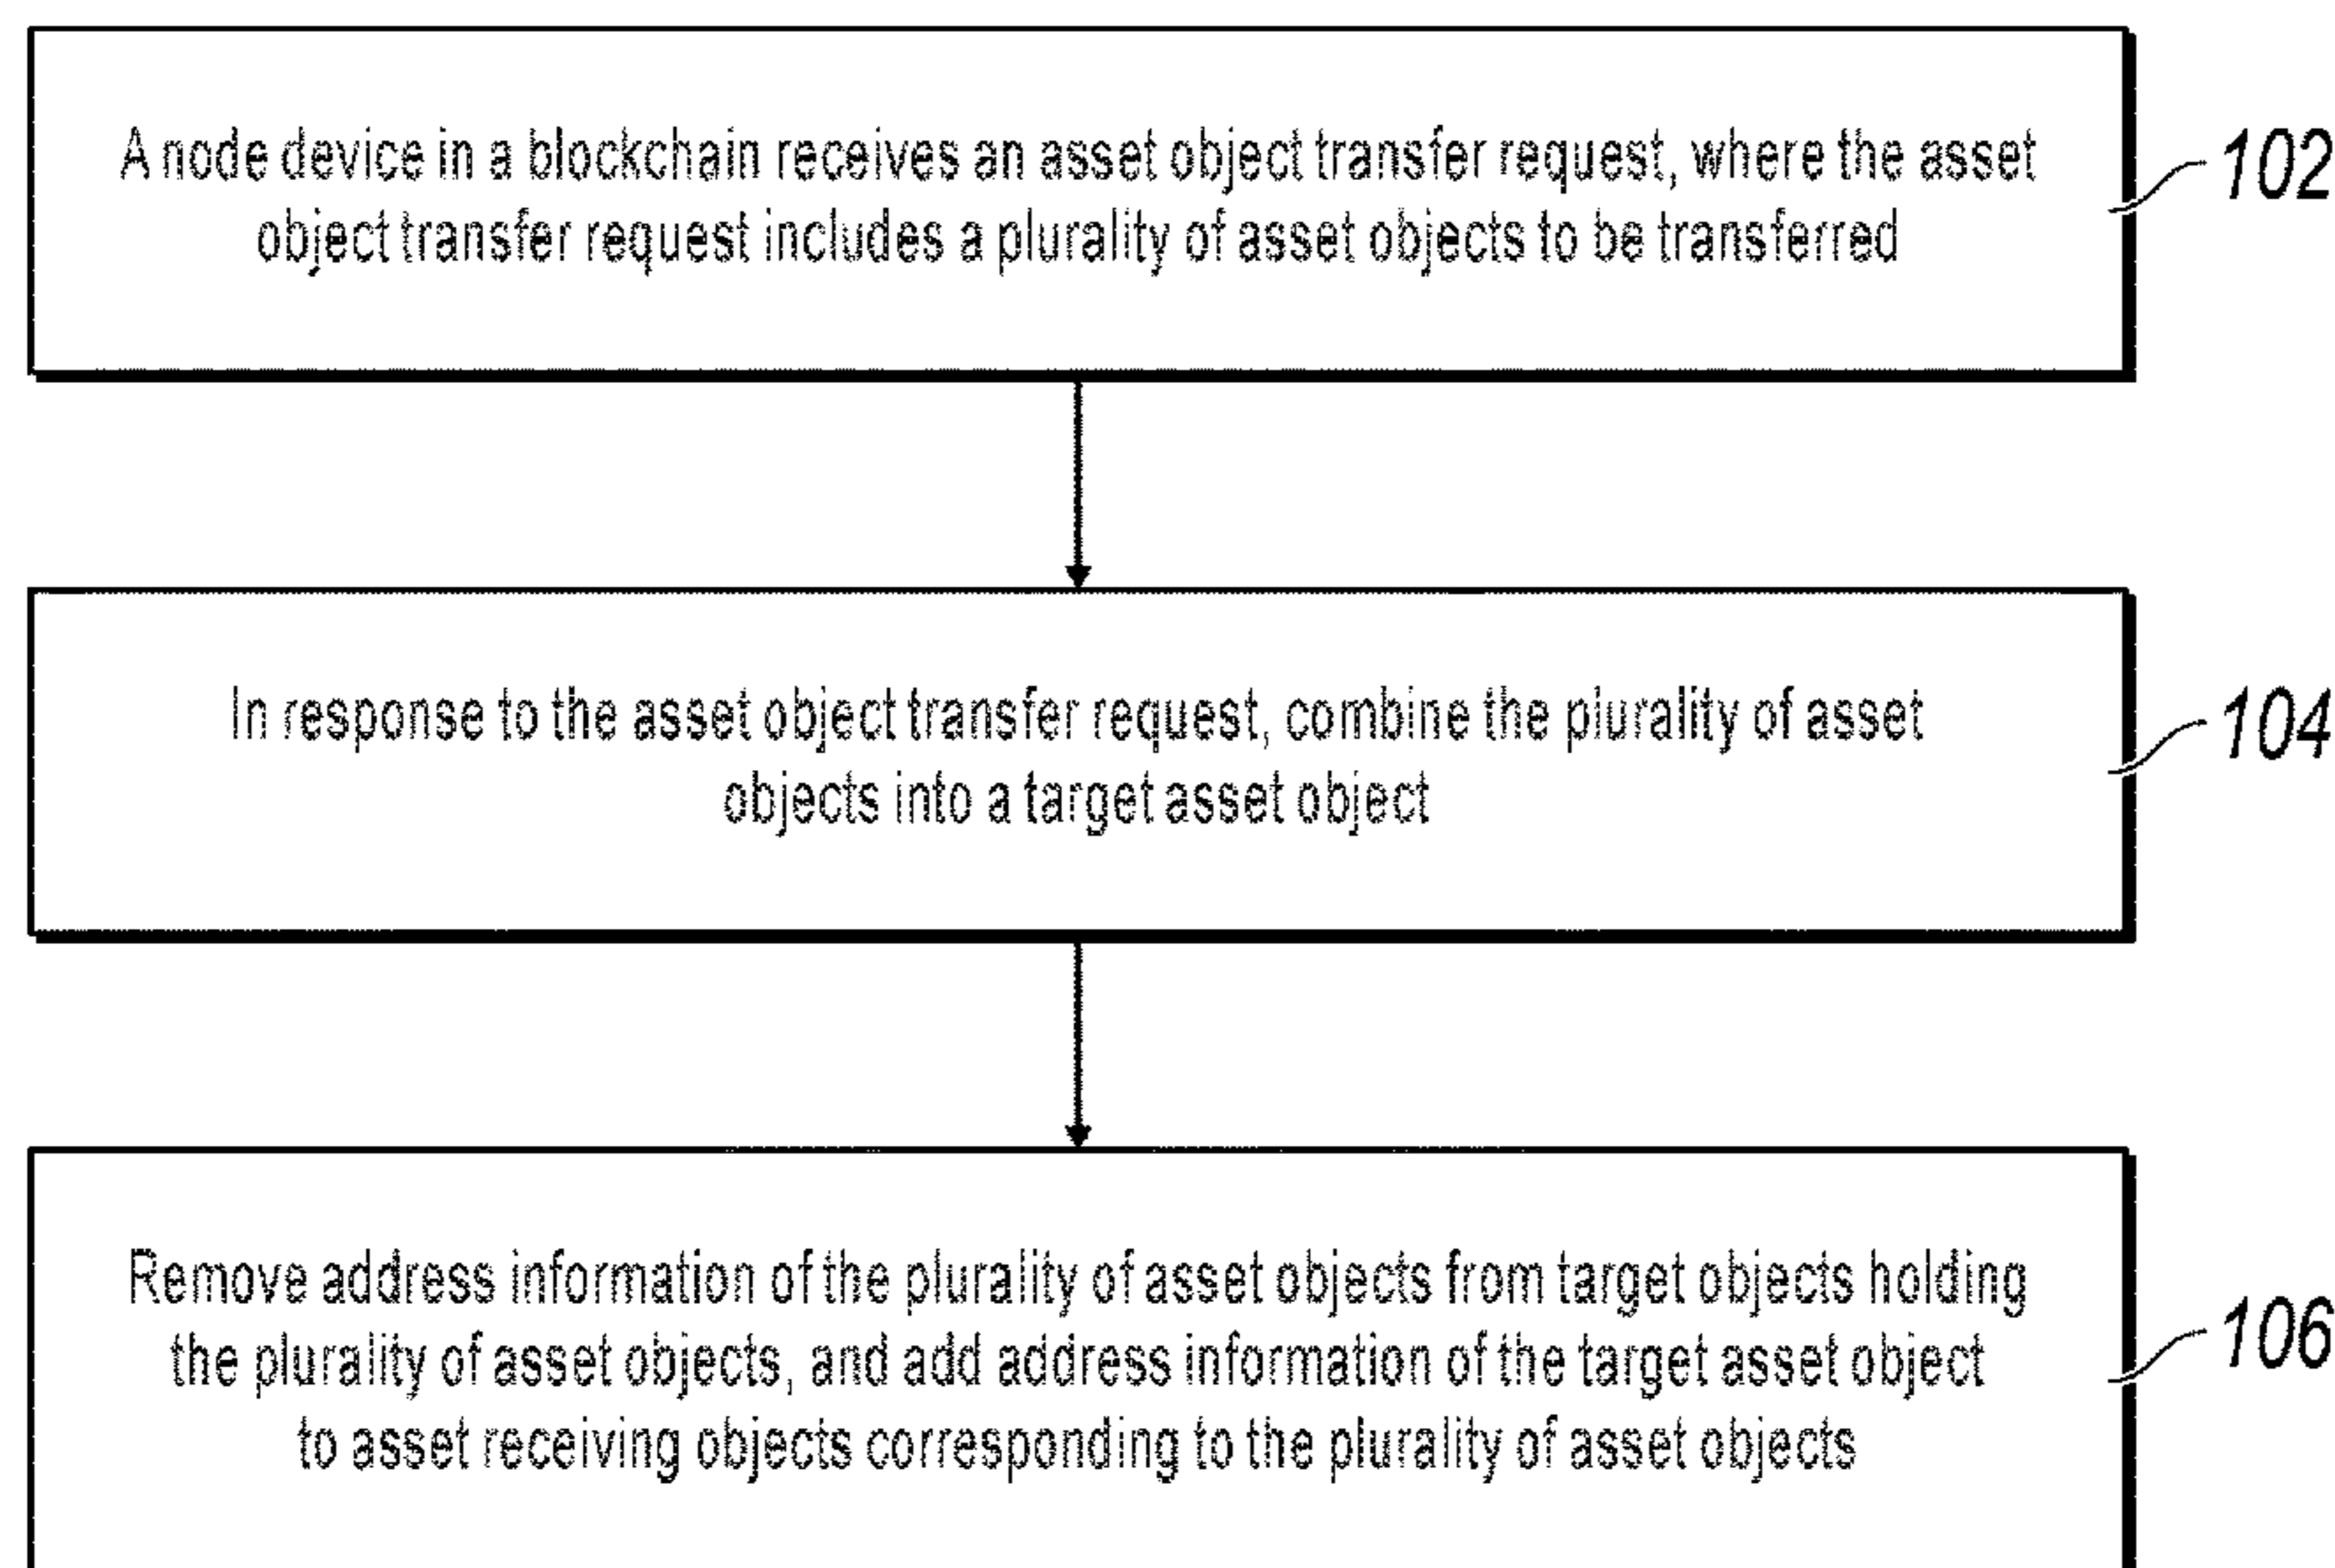 A node device in a blockchain receives an asset object transfer request, where the asset
object transfer request includes a plurality of asset objects to be transferred
102
In response to the asset object transfer request, combine the plurality of asset
objects into a target asset object
104
Remove address information of the plurality of asset objects from target objects holding
the plurality of asset objects, and add address information of the target asset object
to asset receiving objects corresponding to the plurality of asset objects
106